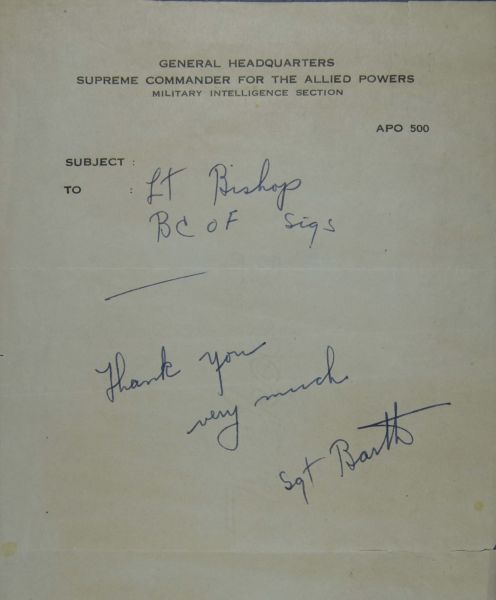 GENERAL HEADQUARTERS
SUPREME COMMANDER FOR THE ALLIED POWERS
MILITARY INTELLIGENCE SECTION
APO 500
SUBJECT :
TO : Lt Bishop
BCOF Sigs
Thank you
very much
Sgt Barth